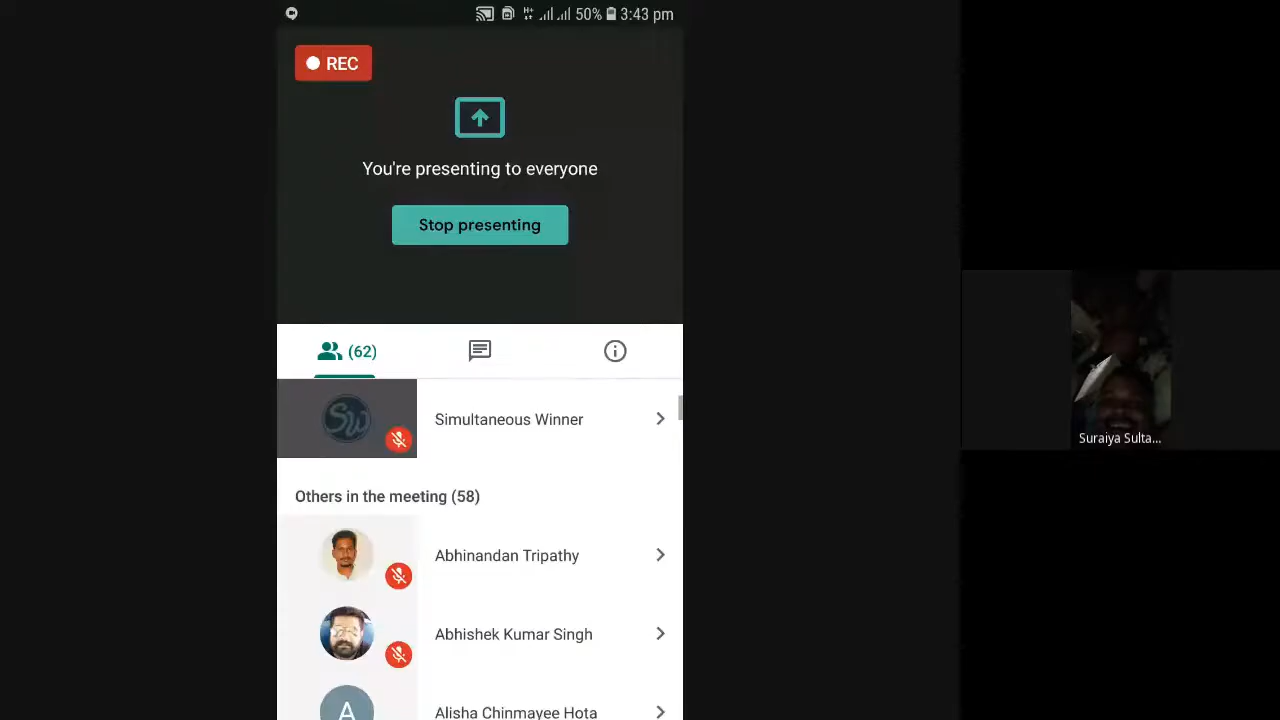 50% 3:43 pm
REC
You're presenting to everyone
Stop presenting
(62)
SW
Simultaneous Winner
Others in the meeting (58)
Abhinandan Tripathy
Abhishek Kumar Singh
A
Alisha Chinmayee Hota
Suraiya Sulta...